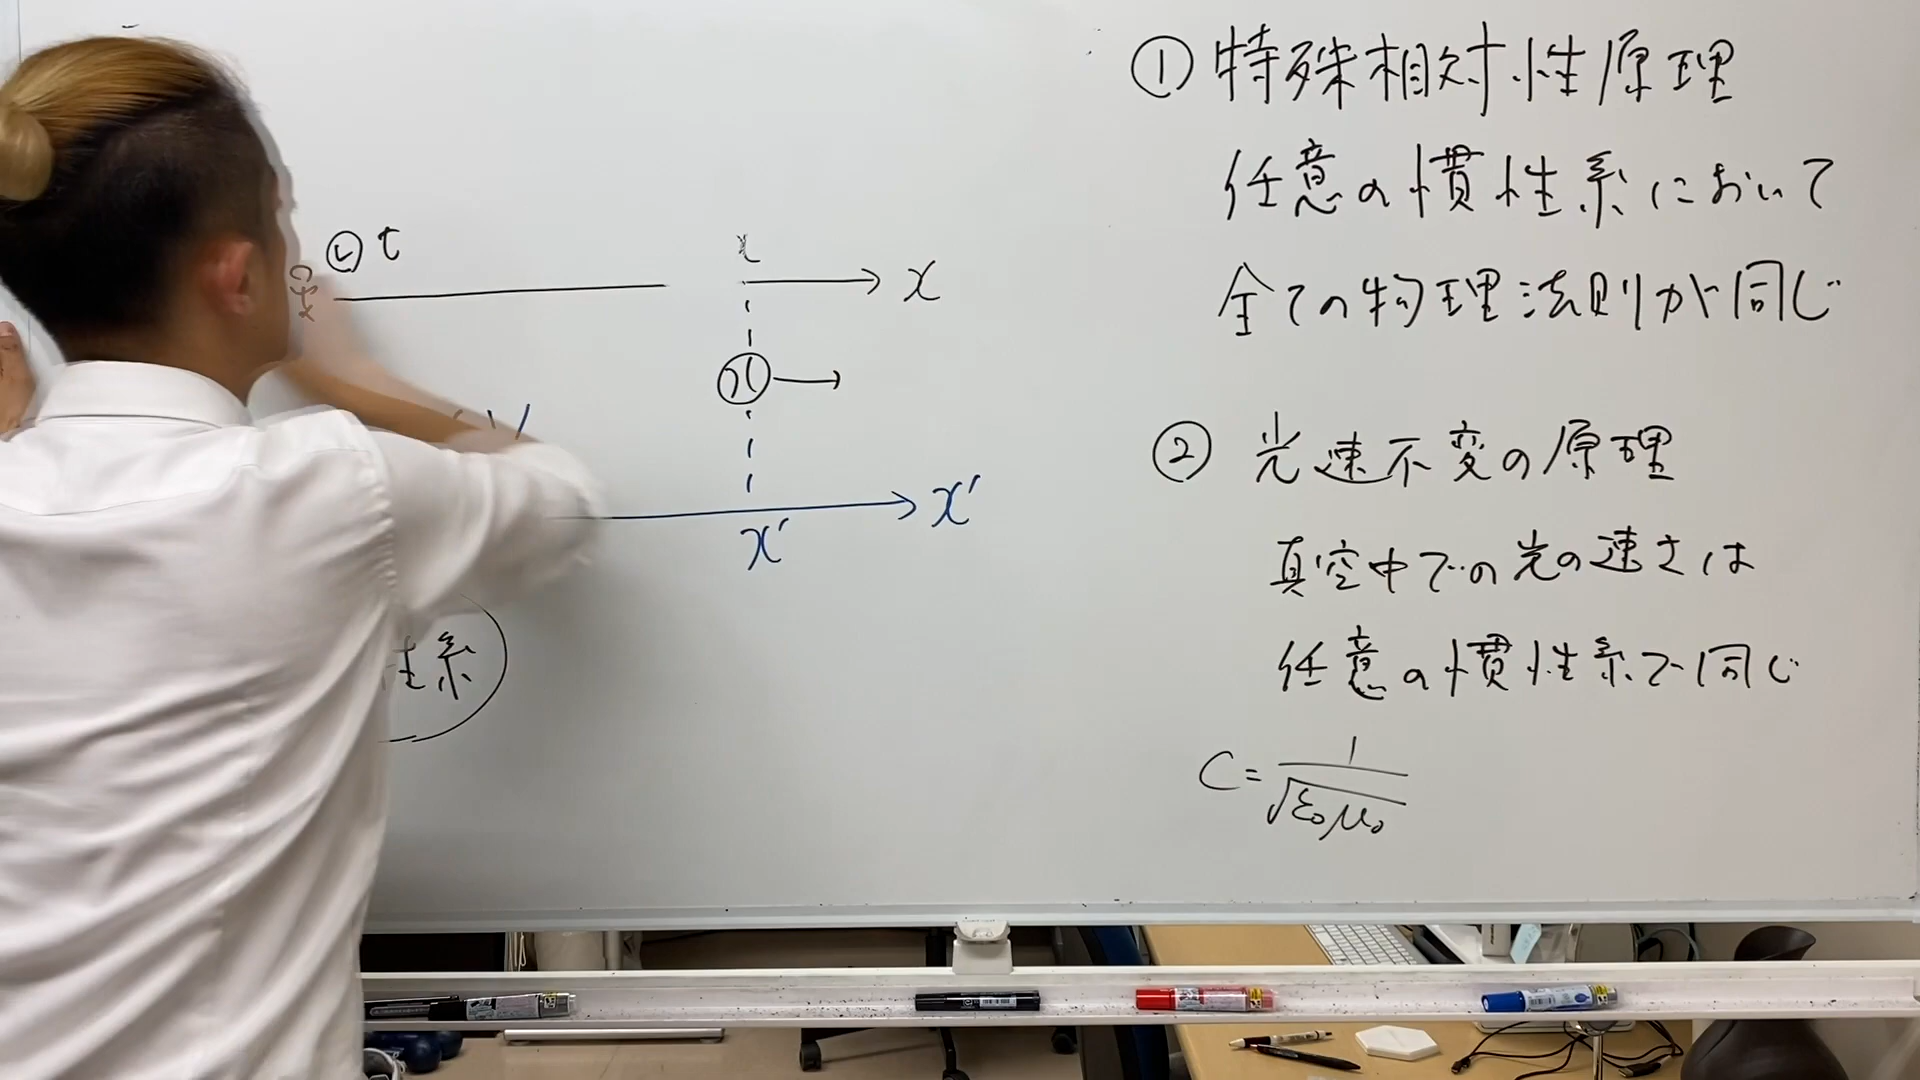 t
x
x
x'
x'
性系
① 特殊相対性原理
任意の慣性系において
全ての物理法則が同じ
② 光速不変の原理
真空中での光の速さは
任意の慣性系で同じ
C = 1/√ε₀μ₀